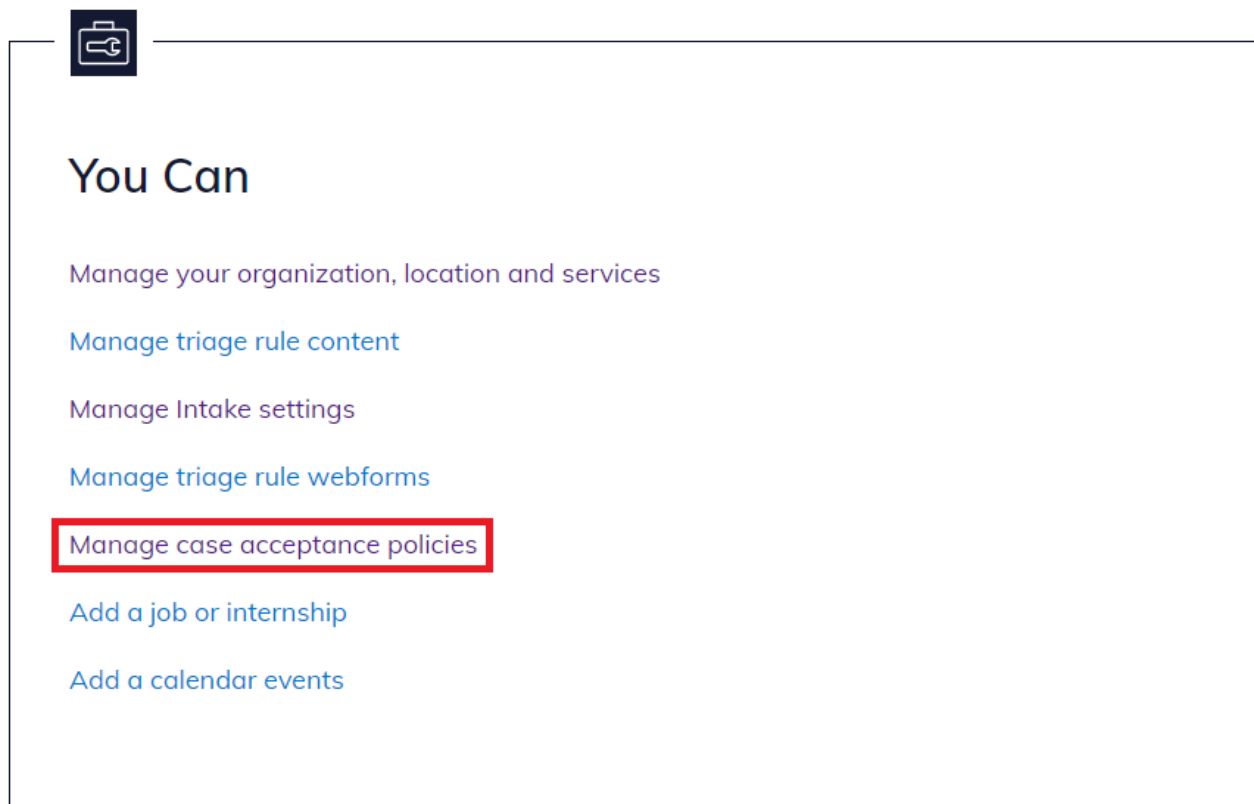 You Can
Manage your organization, location and services
Manage triage rule content
Manage Intake settings
Manage triage rule webforms
Manage case acceptance policies
Add a job or internship
Add a calendar events